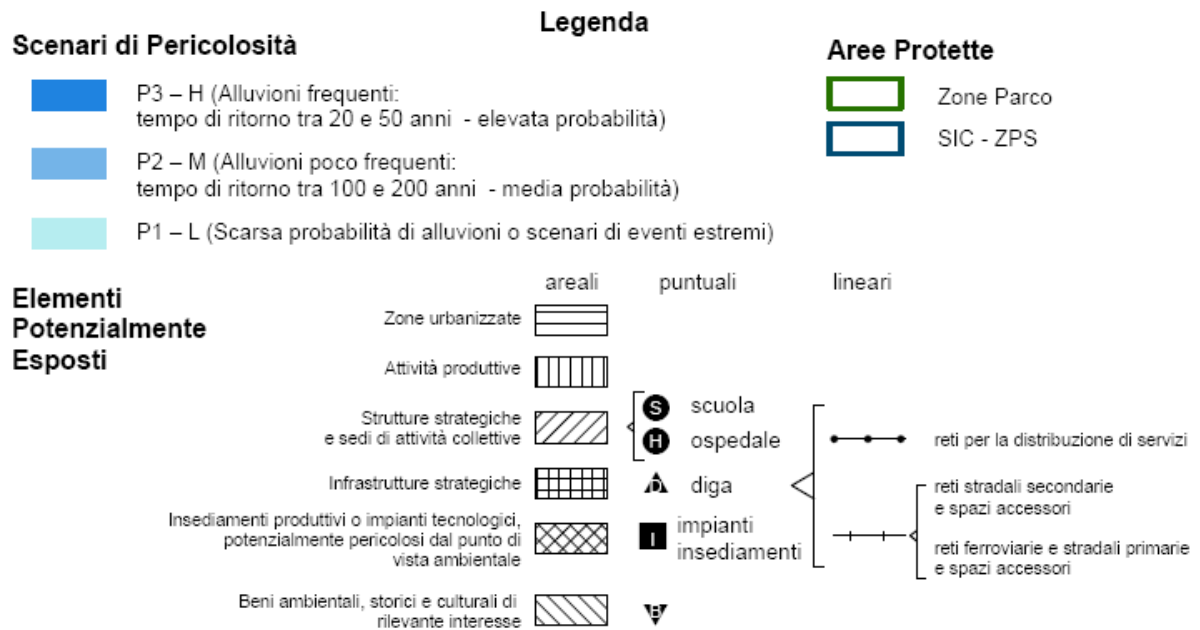 Legenda
Scenari di Pericolosità
P3 – H (Alluvioni frequenti:
tempo di ritorno tra 20 e 50 anni - elevata probabilità)
P2 – M (Alluvioni poco frequenti:
tempo di ritorno tra 100 e 200 anni - media probabilità)
P1 – L (Scarsa probabilità di alluvioni o scenari di eventi estremi)
Aree Protette
Zone Parco
SIC - ZPS
Elementi
Potenzialmente
Esposti
areali
puntuali
lineari
Zone urbanizzate
Attività produttive
Strutture strategiche
e sedi di attività collettive
S
scuola
H
ospedale
Infrastrutture strategiche
D
diga
Insediamenti produttivi o impianti tecnologici,
potenzialmente pericolosi dal punto di
vista ambientale
I
impianti
insediamenti
reti per la distribuzione di servizi
reti stradali secondarie
e spazi accessori
reti ferroviarie e stradali primarie
e spazi accessori
Beni ambientali, storici e culturali di
rilevante interesse
B